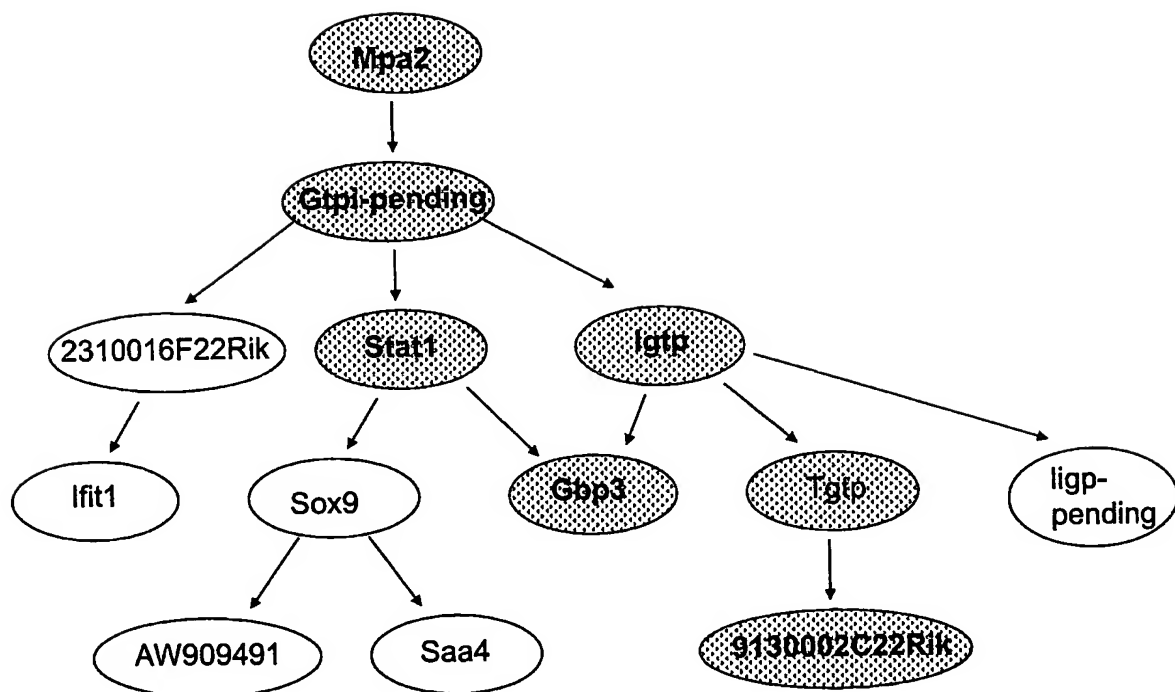 Mpa2
Gtpi-pending
2310016F22Rik
Stat1
Igtp
Ifit1
Sox9
Gbp3
Tgtp
Iigp-
pending
AW909491
Saa4
9130002C22Rik